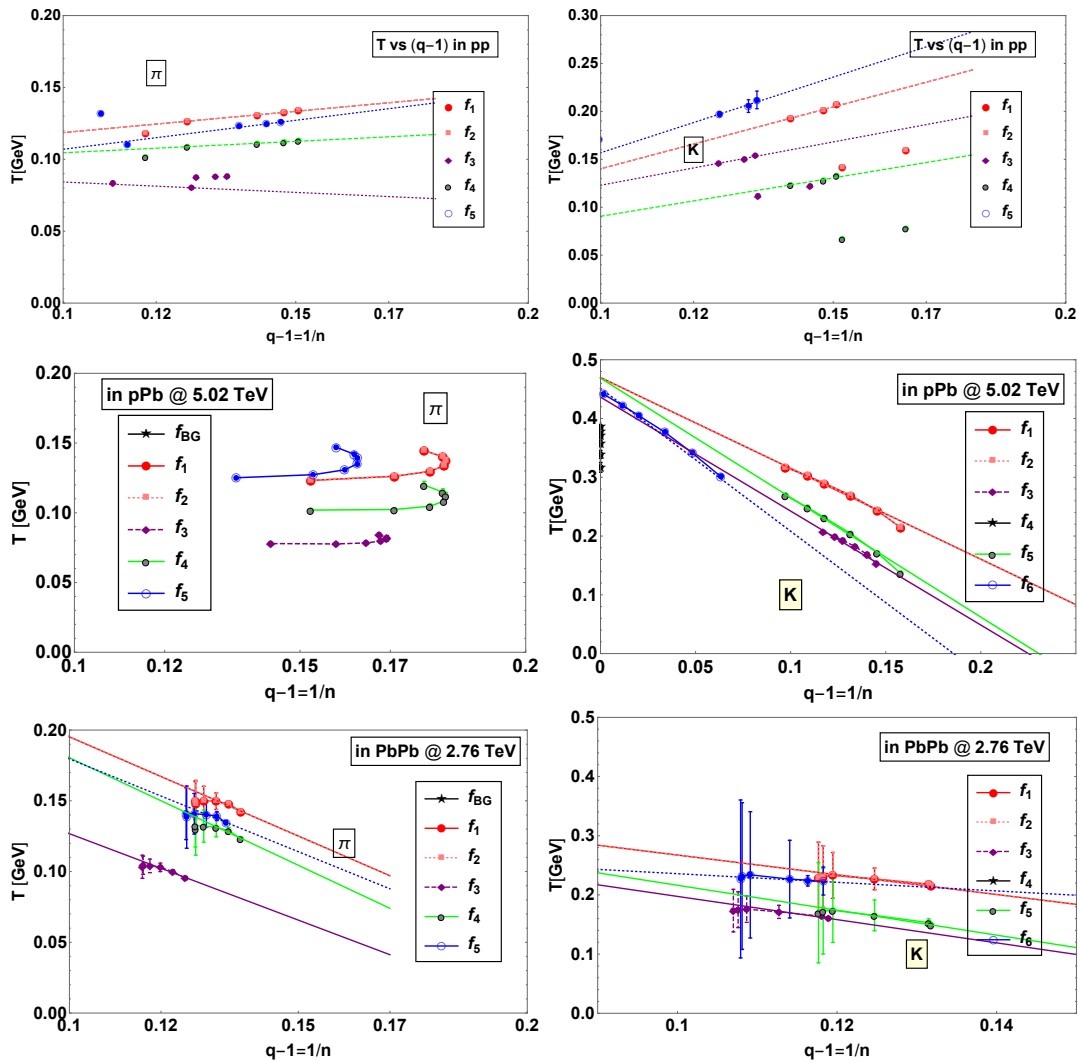 0.20
0.15
0.10
0.05
0.00
T[GeV]
T vs (q-1) in pp
π
f1
f2
f3
f4
f5
0.1
0.12
0.15
0.17
0.2
q-1=1/n
0.30
0.25
0.20
0.15
0.10
0.05
0.00
T[GeV]
T vs (q-1) in pp
K
f1
f2
f3
f4
f5
0.1
0.12
0.15
0.17
0.2
q-1=1/n
0.20
0.15
0.10
0.05
0.00
T [GeV]
in pPb @ 5.02 TeV
π
fBG
f1
f2
f3
f4
f5
0.1
0.15
0.17
0.2
q-1=1/n
0.5
0.4
0.3
0.2
0.1
0.00
T[GeV]
in pPb @ 5.02 TeV
K
f1
f2
f3
f4
f5
f6
0
0.05
0.1
0.15
0.2
q-1=1/n
0.20
0.15
0.10
0.05
0.00
T [GeV]
in PbPb @ 2.76 TeV
π
fBG
f1
f2
f3
f4
f5
0.1
0.12
0.15
0.17
0.2
q-1=1/n
0.5
0.4
0.3
0.2
0.1
0.00
T[GeV]
in PbPb @ 2.76 TeV
K
f1
f2
f3
f4
f5
f6
0.1
0.12
0.14
q-1=1/n